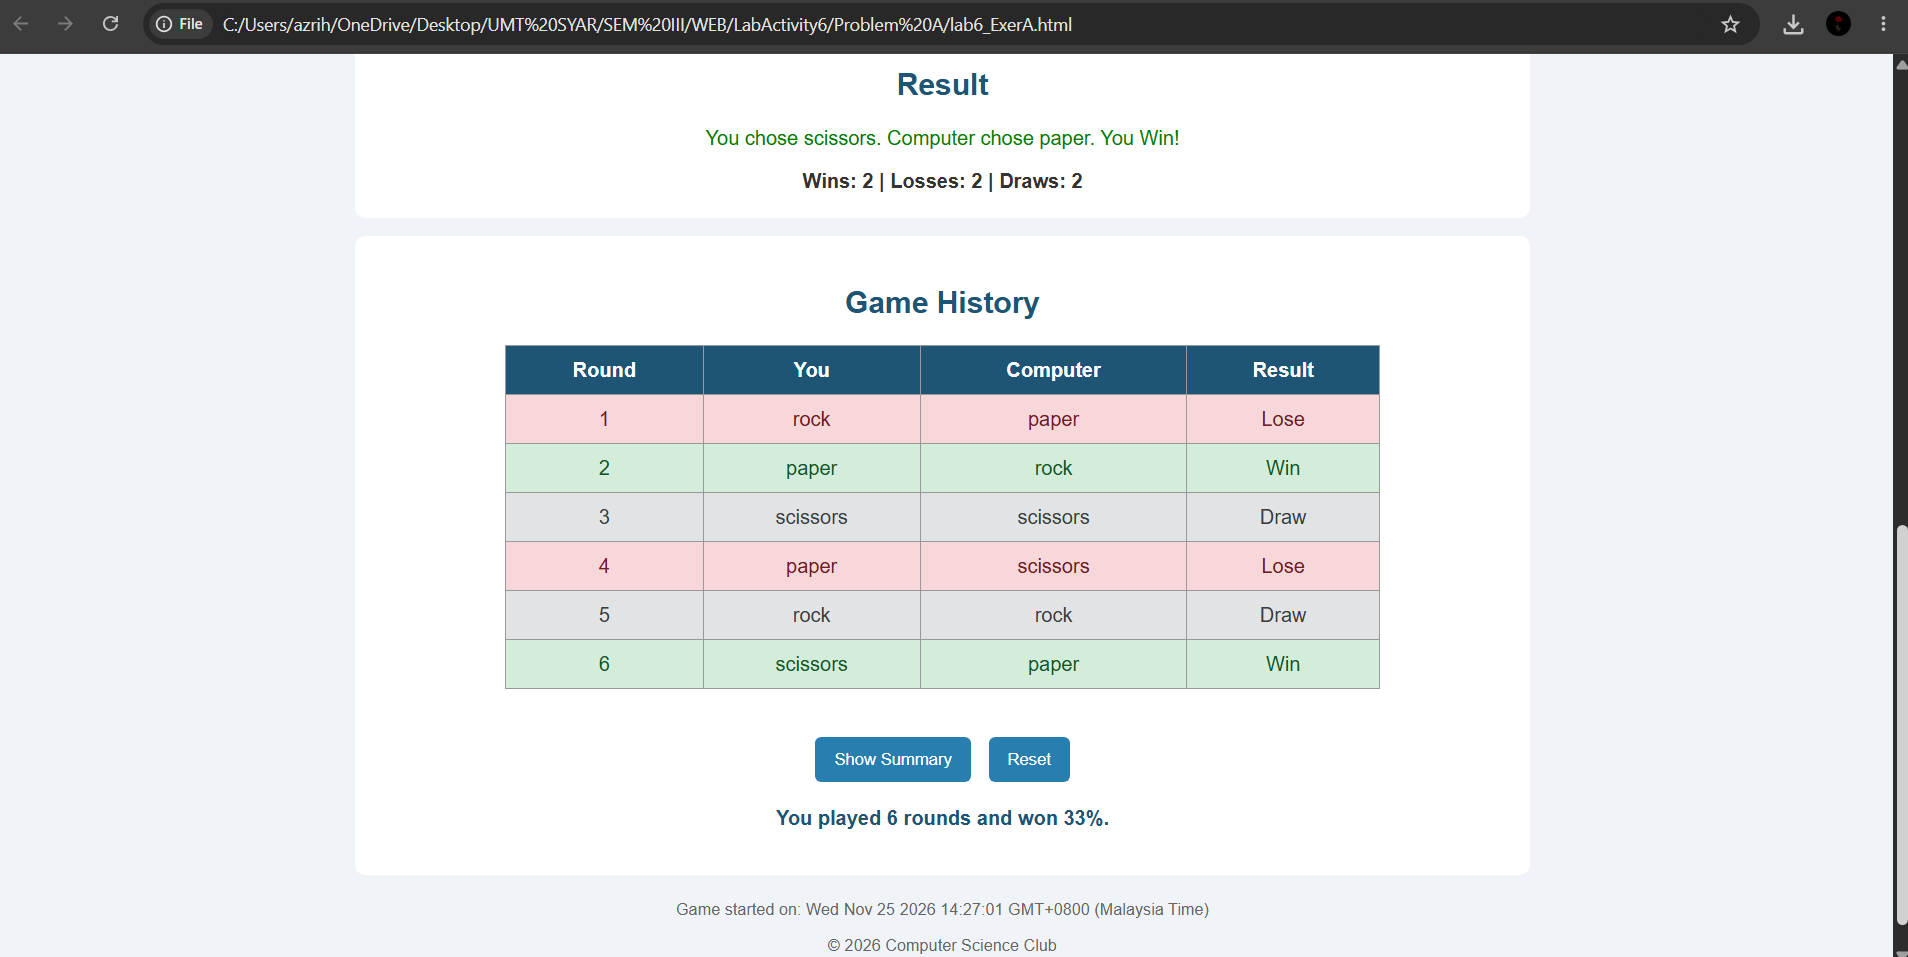 File C:/Users/azrih/OneDrive/Desktop/UMT%20SYAR/SEM%20III/WEB/LabActivity6/Problem%20A/lab6_ExerA.html
Result
You chose scissors. Computer chose paper. You Win!
Wins: 2 | Losses: 2 | Draws: 2
Game History
Round You Computer Result
1 rock paper Lose
2 paper rock Win
3 scissors scissors Draw
4 paper scissors Lose
5 rock rock Draw
6 scissors paper Win
Show Summary Reset
You played 6 rounds and won 33%.
Game started on: Wed Nov 25 2026 14:27:01 GMT+0800 (Malaysia Time)
© 2026 Computer Science Club